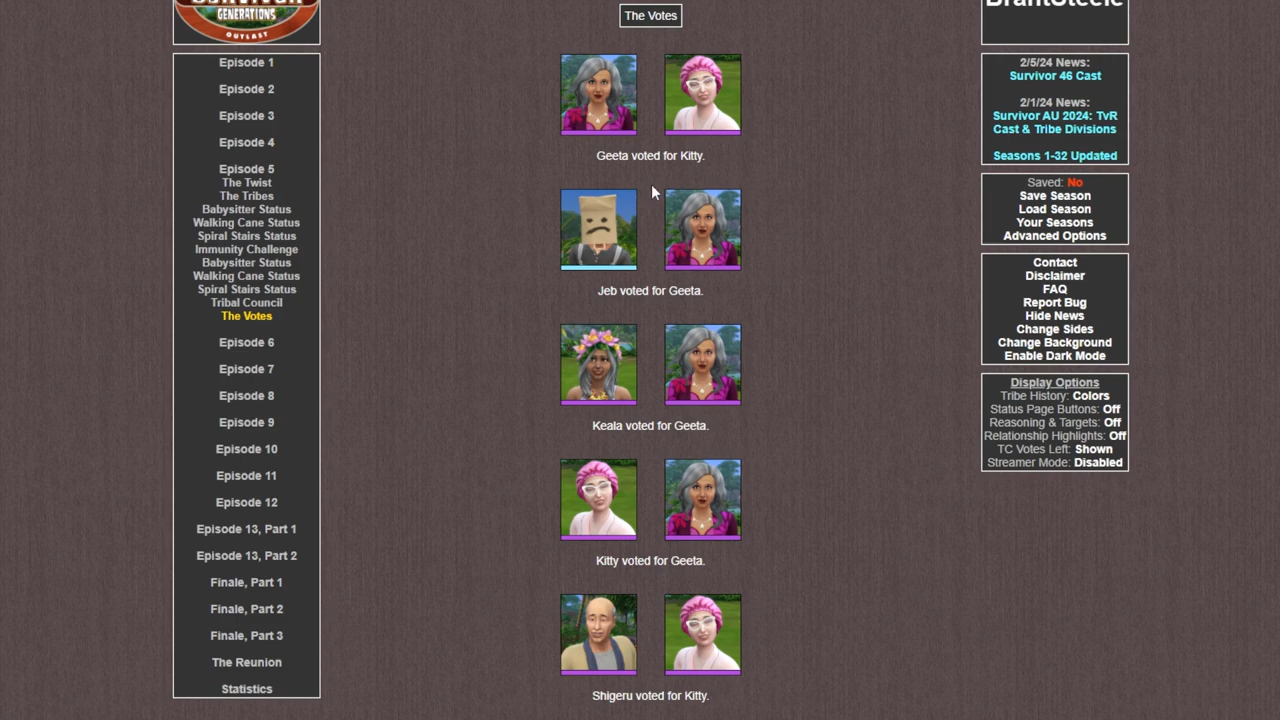 GENERATIONS
OUTLAST
Episode 1
Episode 2
Episode 3
Episode 4
Episode 5
The Twist
The Tribes
Babysitter Status
Walking Cane Status
Spiral Stairs Status
Immunity Challenge
Babysitter Status
Walking Cane Status
Spiral Stairs Status
Tribal Council
The Votes
Episode 6
Episode 7
Episode 8
Episode 9
Episode 10
Episode 11
Episode 12
Episode 13, Part 1
Episode 13, Part 2
Finale, Part 1
Finale, Part 2
Finale, Part 3
The Reunion
Statistics
The Votes
Geeta voted for Kitty.
Jeb voted for Geeta.
Keala voted for Geeta.
Kitty voted for Geeta.
Shigeru voted for Kitty.
BrantSteele
2/5/24 News:
Survivor 46 Cast
2/1/24 News:
Survivor AU 2024: TvR
Cast & Tribe Divisions
Seasons 1-32 Updated
Saved: No
Save Season
Load Season
Your Seasons
Advanced Options
Contact
Disclaimer
FAQ
Report Bug
Hide News
Change Sides
Change Background
Enable Dark Mode
Display Options
Tribe History: Colors
Status Page Buttons: Off
Reasoning & Targets: Off
Relationship Highlights: Off
TC Votes Left: Shown
Streamer Mode: Disabled